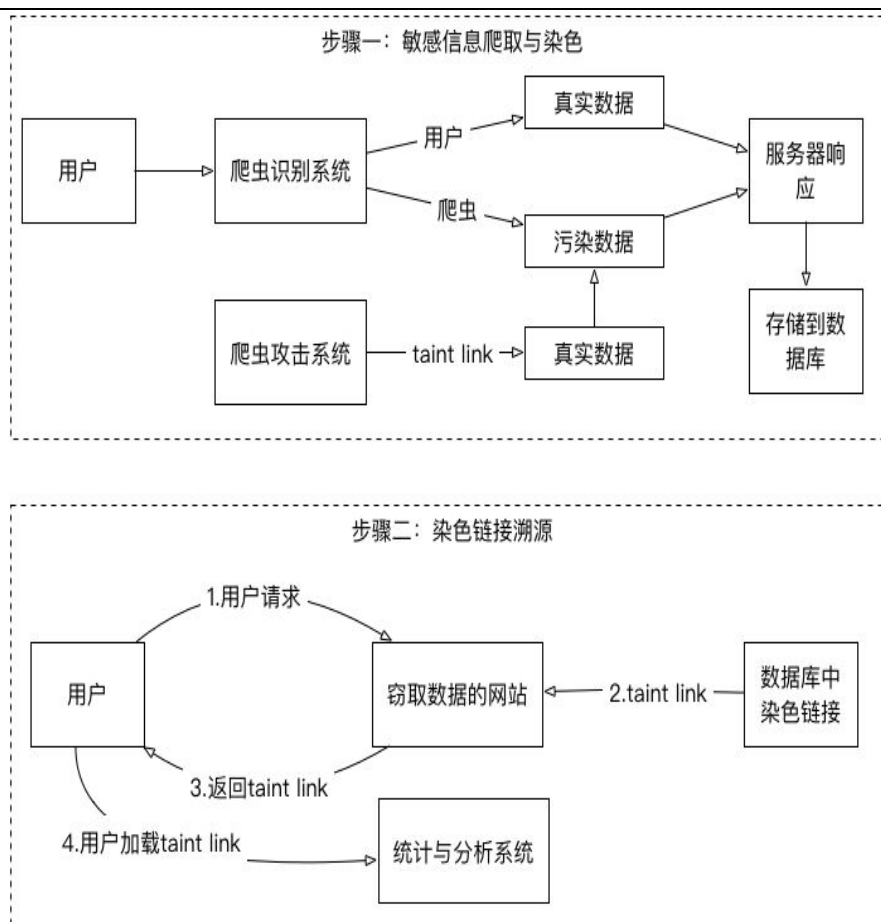 步骤一：敏感信息爬取与染色
真实数据
用户
服务器响
应
用户
爬虫识别系统
爬虫
污染数据
爬虫攻击系统
taint link
真实数据
存储到数
据库
步骤二：染色链接溯源
1.用户请求
用户
窃取数据的网站
2.taint link
数据库中
染色链接
3.返回taint link
4.用户加载taint link
统计与分析系统